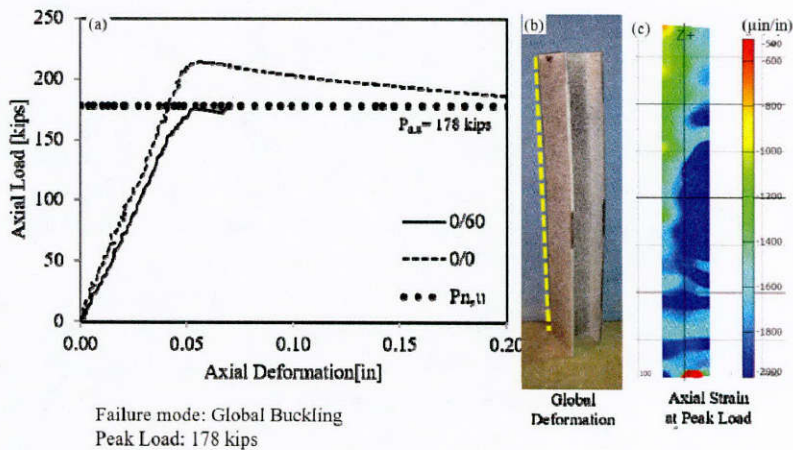 (a)
250
200
150
100
50
0
Axial Load [kips]
0.00 0.05 0.10 0.15 0.20
Axial Deformation[in]
= 178 kips
0/60
0/0
Pn,u
(b)
Global
Deformation
(c)
(µin/in)
Z+
-500
-600
-800
-1000
-1200
-1400
-1600
-1800
-2000
100
Axial Strain
at Peak Load
Failure mode: Global Buckling
Peak Load: 178 kips